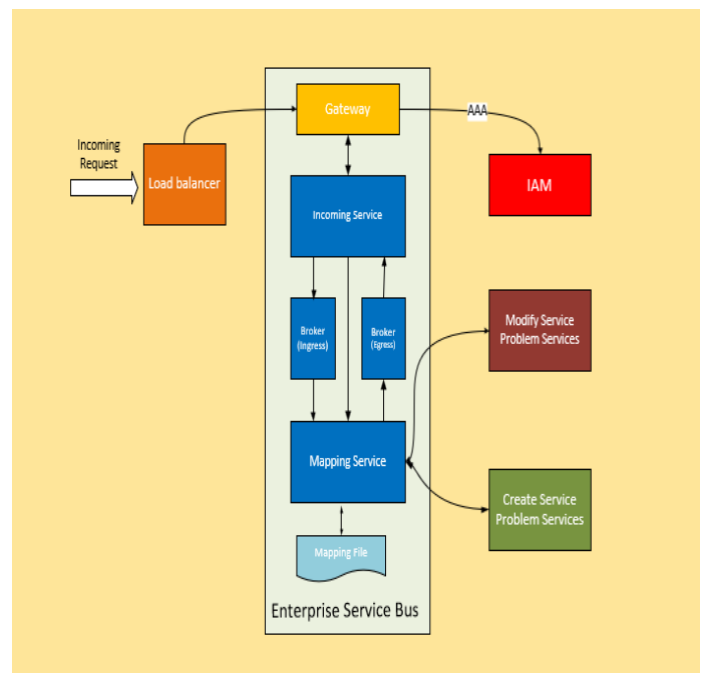 Gateway
AAA
Incoming
Request
Load balancer
IAM
Incoming Service
Broker
(Ingress)
Broker
(Egress)
Modify Service
Problem Services
Mapping Service
Create Service
Problem Services
Mapping File
Enterprise Service Bus